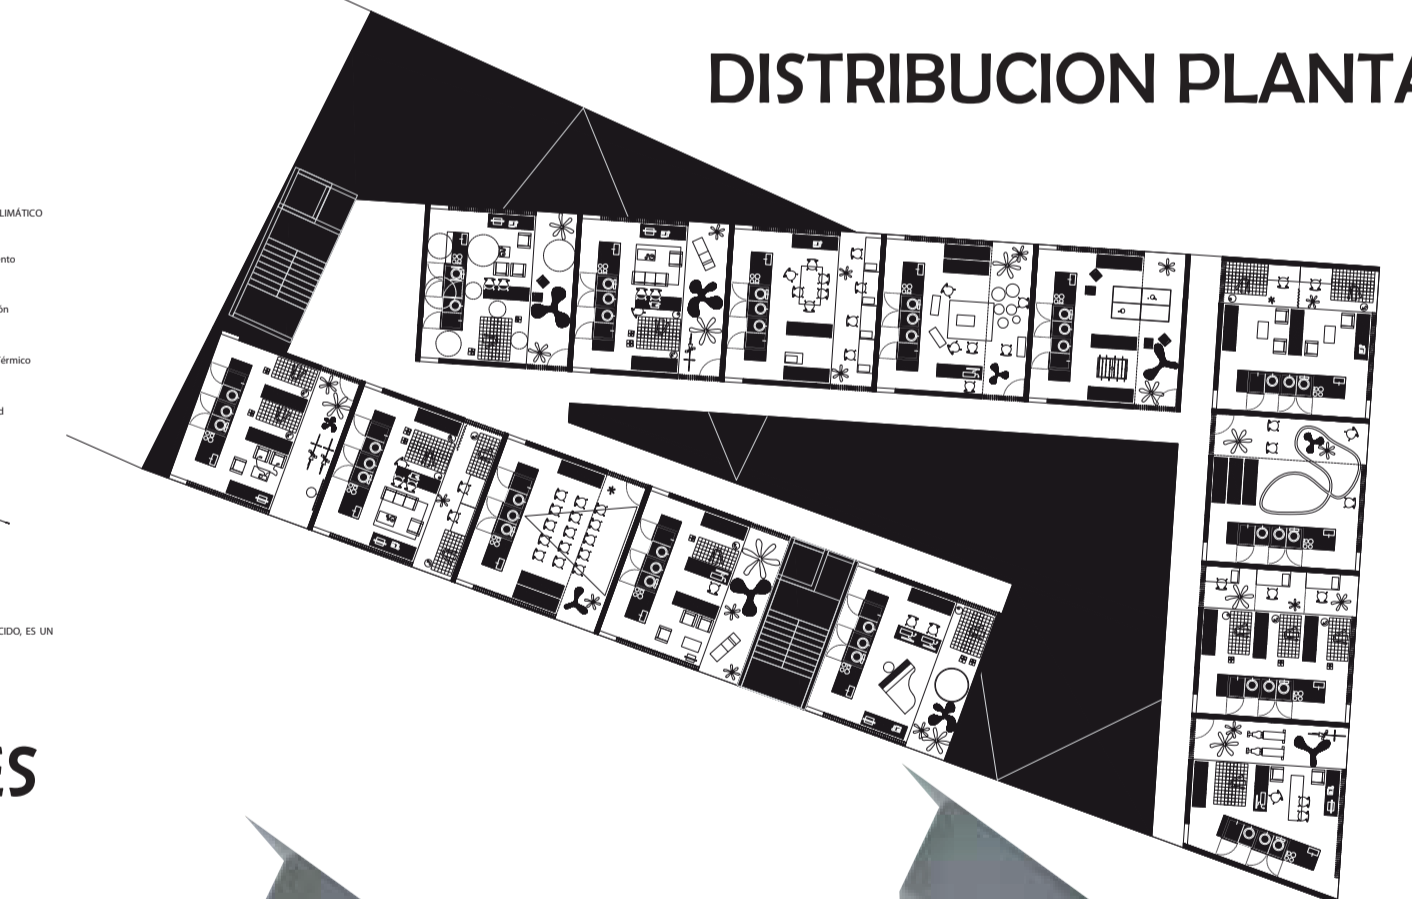 DISTRIBUCION PLANTA
LIMÁTICO
nto
ón
érmico
d
CIDO, ES UN
ES